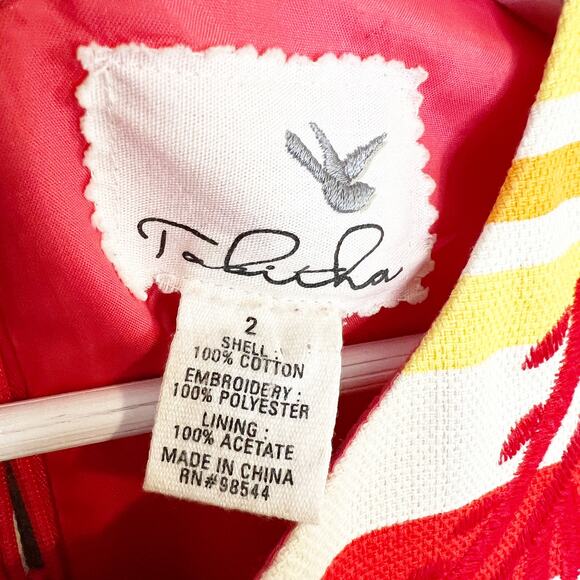 Tabitha
2
SHELL :
100% COTTON
EMBROIDERY :
100% POLYESTER
LINING :
100% ACETATE
MADE IN CHINA
RN#98544